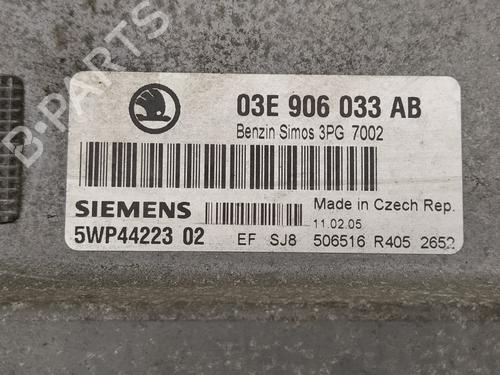 B-PARTS
03E 906 033 AB
Benzin Simos 3PG 7002
SIEMENS
Made in Czech Rep.
11.02.05
5WP44223 02
EF SJ8 506516 R405 2652